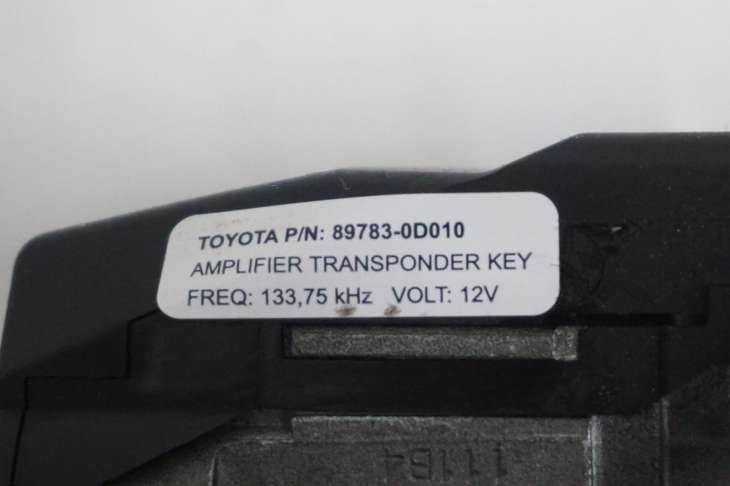 TOYOTA P/N: 89783-0D010
AMPLIFIER TRANSPONDER KEY
FREQ: 133,75 kHz VOLT: 12V